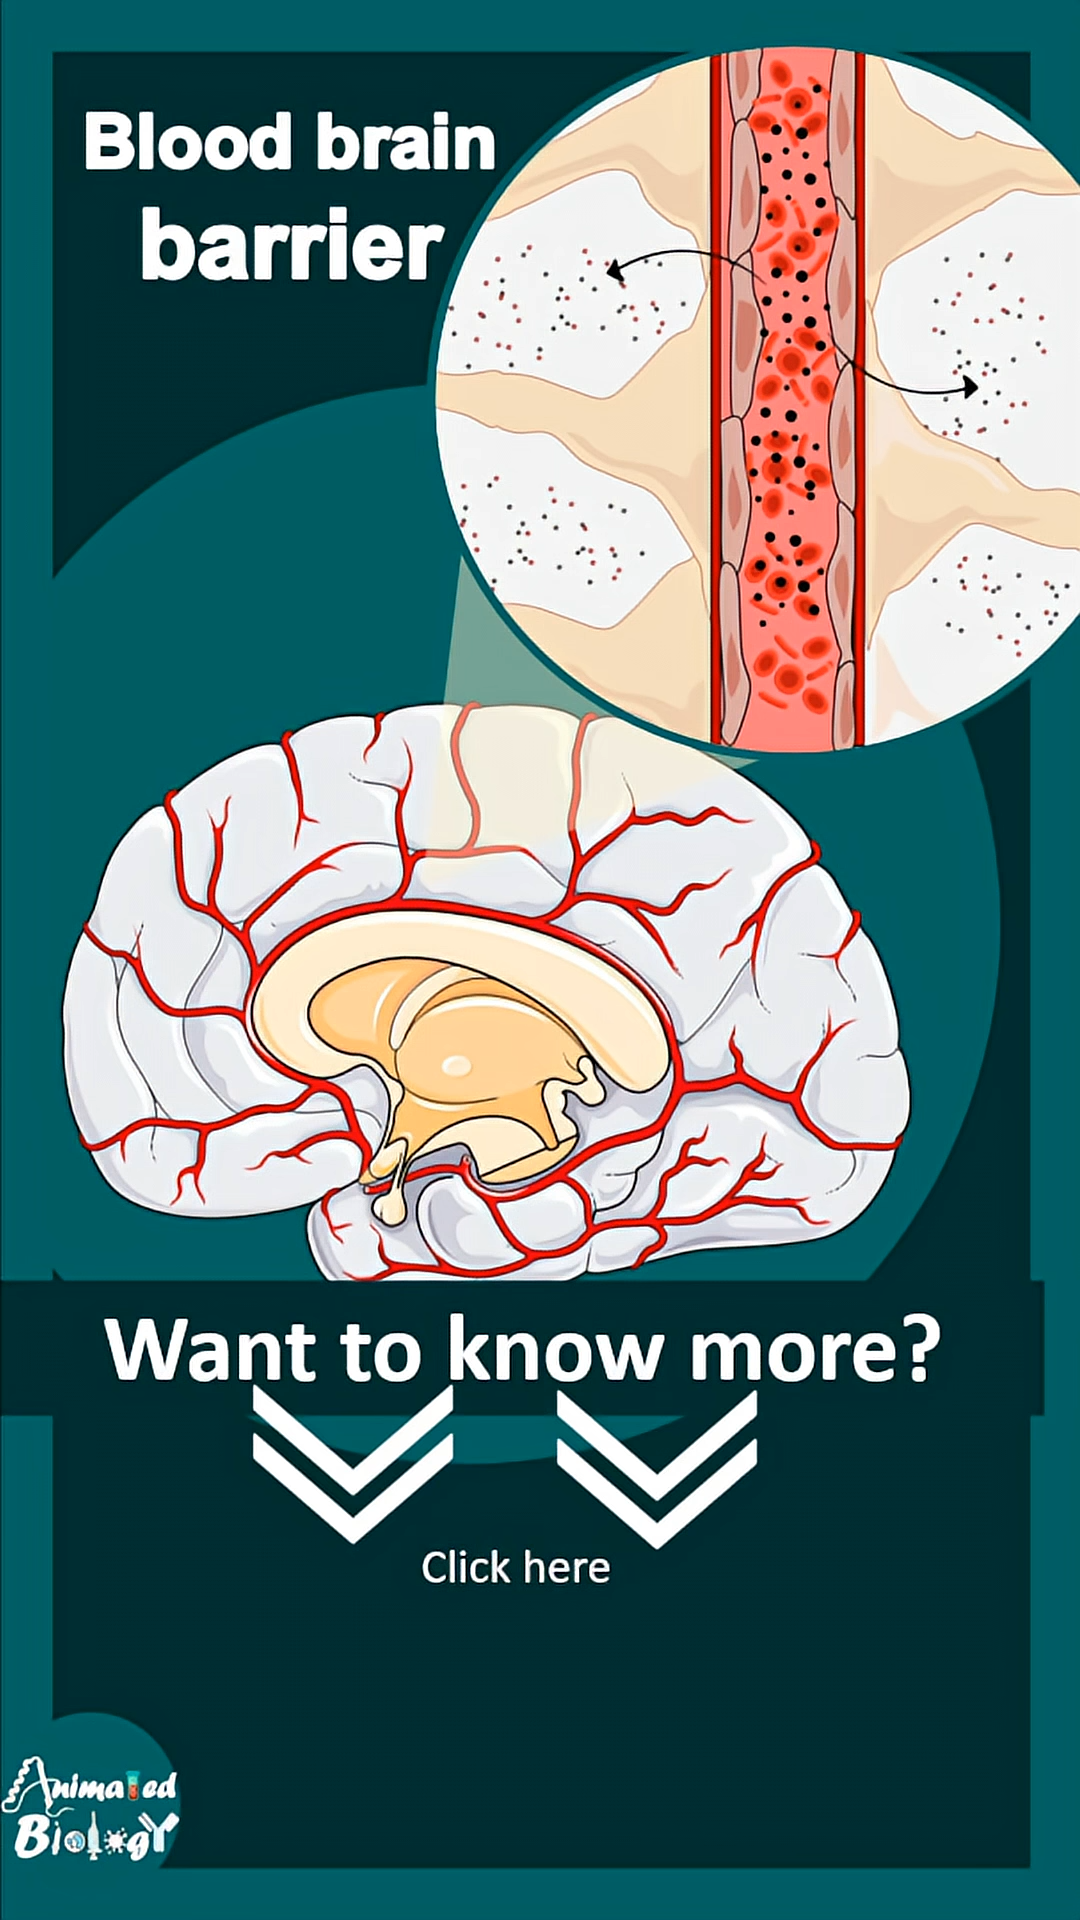 Blood brain
barrier
Want to know more?
Click here
Animated
Biology